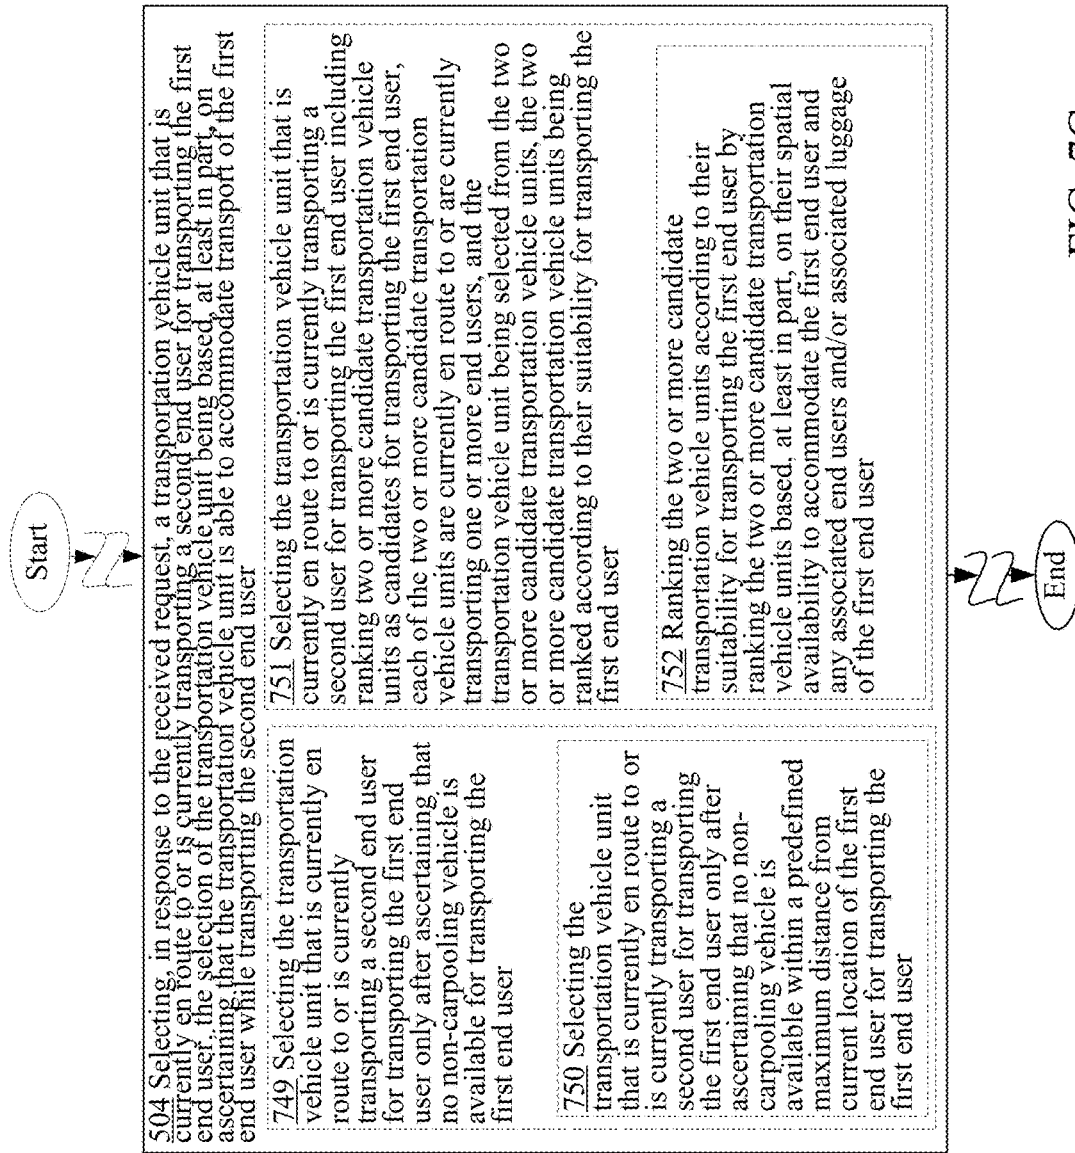 Start
504 Selecting, in response to the received request, a transportation vehicle unit that is
currently en route to or is currently transporting a second end user for transporting the first
end user, the selection of the transportation vehicle unit being based, at least in part, on
ascertaining that the transportation vehicle unit is able to accommodate transport of the first
end user while transporting the second end user
749 Selecting the transportation
vehicle unit that is currently en
route to or is currently
transporting a second end user
for transporting the first end
user only after ascertaining that
no non-carpooling vehicle is
available for transporting the
first end user
750 Selecting the
transportation vehicle unit
that is currently en route to or
is currently transporting a
second user for transporting
the first end user only after
ascertaining that no non-
carpooling vehicle is
available within a predefined
maximum distance from
current location of the first
end user for transporting the
first end user
751 Selecting the transportation vehicle unit that is
currently en route to or is currently transporting a
second user for transporting the first end user including
ranking two or more candidate transportation vehicle
units as candidates for transporting the first end user,
each of the two or more candidate transportation
vehicle units are currently en route to or are currently
transporting one or more end users, and the
transportation vehicle unit being selected from the two
or more candidate transportation vehicle units, the two
or more candidate transportation vehicle units being
ranked according to their suitability for transporting the
first end user
752 Ranking the two or more candidate
transportation vehicle units according to their
suitability for transporting the first end user by
ranking the two or more candidate transportation
vehicle units based, at least in part, on their spatial
availability to accommodate the first end user and
any associated end users and/or associated luggage
of the first end user
End